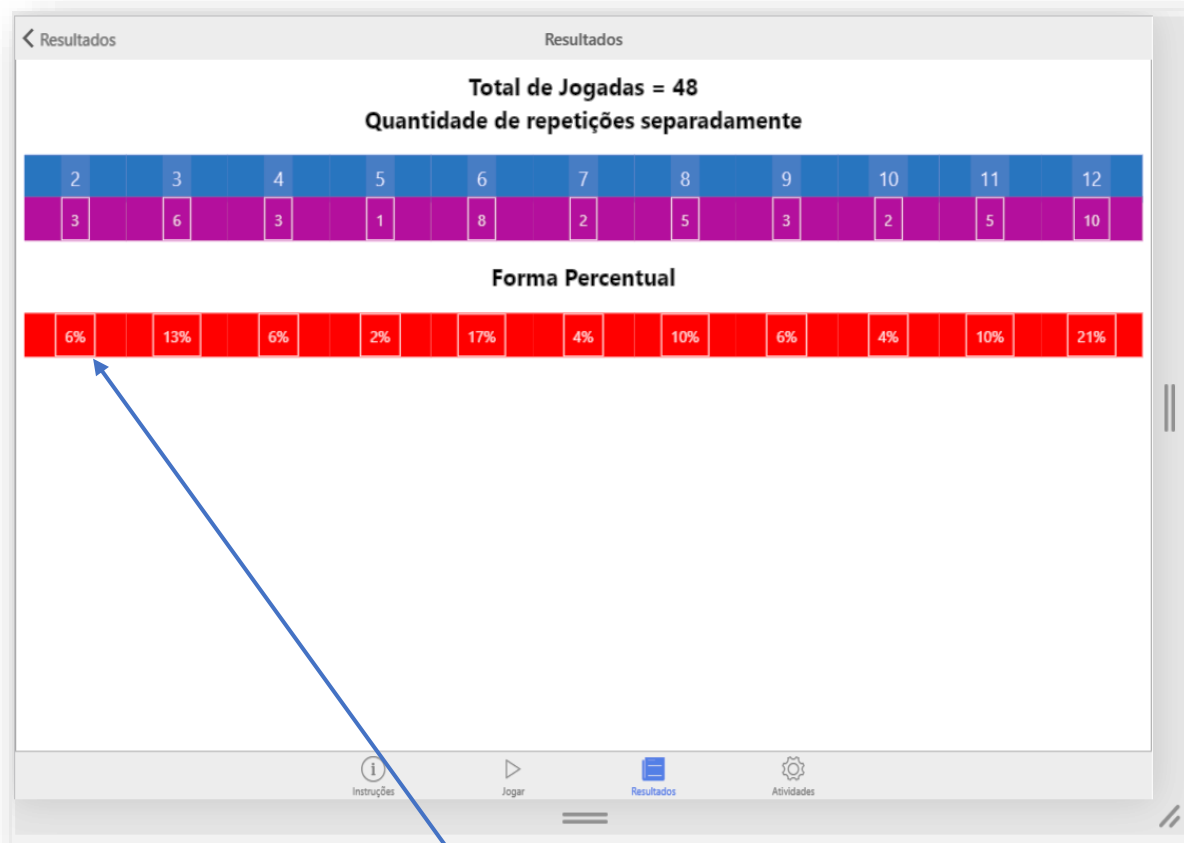 Resultados Resultados
Total de Jogadas = 48
Quantidade de repetições separadamente
2 3 4 5 6 7 8 9 10 11 12
3 6 3 1 8 2 5 3 2 5 10
Forma Percentual
6% 13% 6% 2% 17% 4% 10% 6% 4% 10% 21%
Instruções Jogar Resultados Atividades